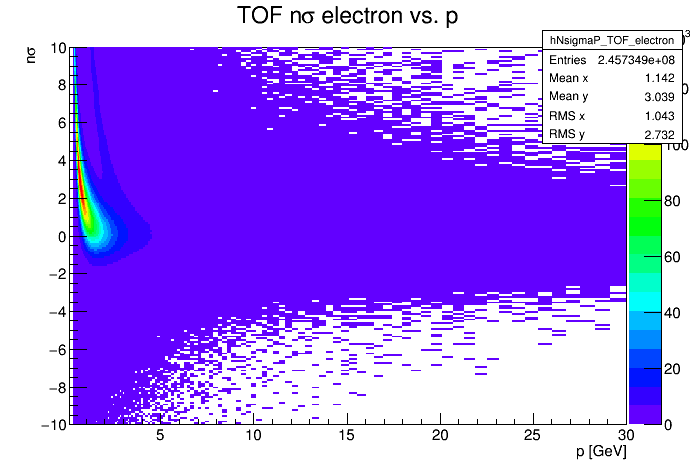 TOF nσ electron vs. p
hNsigmaP_TOF_electron
Entries 2.457349e+08
Mean x 1.142
Mean y 3.039
RMS x 1.043
RMS y 2.732
nσ
10
8
6
4
2
0
−2
−4
−6
−8
−10
5
10
15
20
25
30
p [GeV]
100
80
60
40
20
0